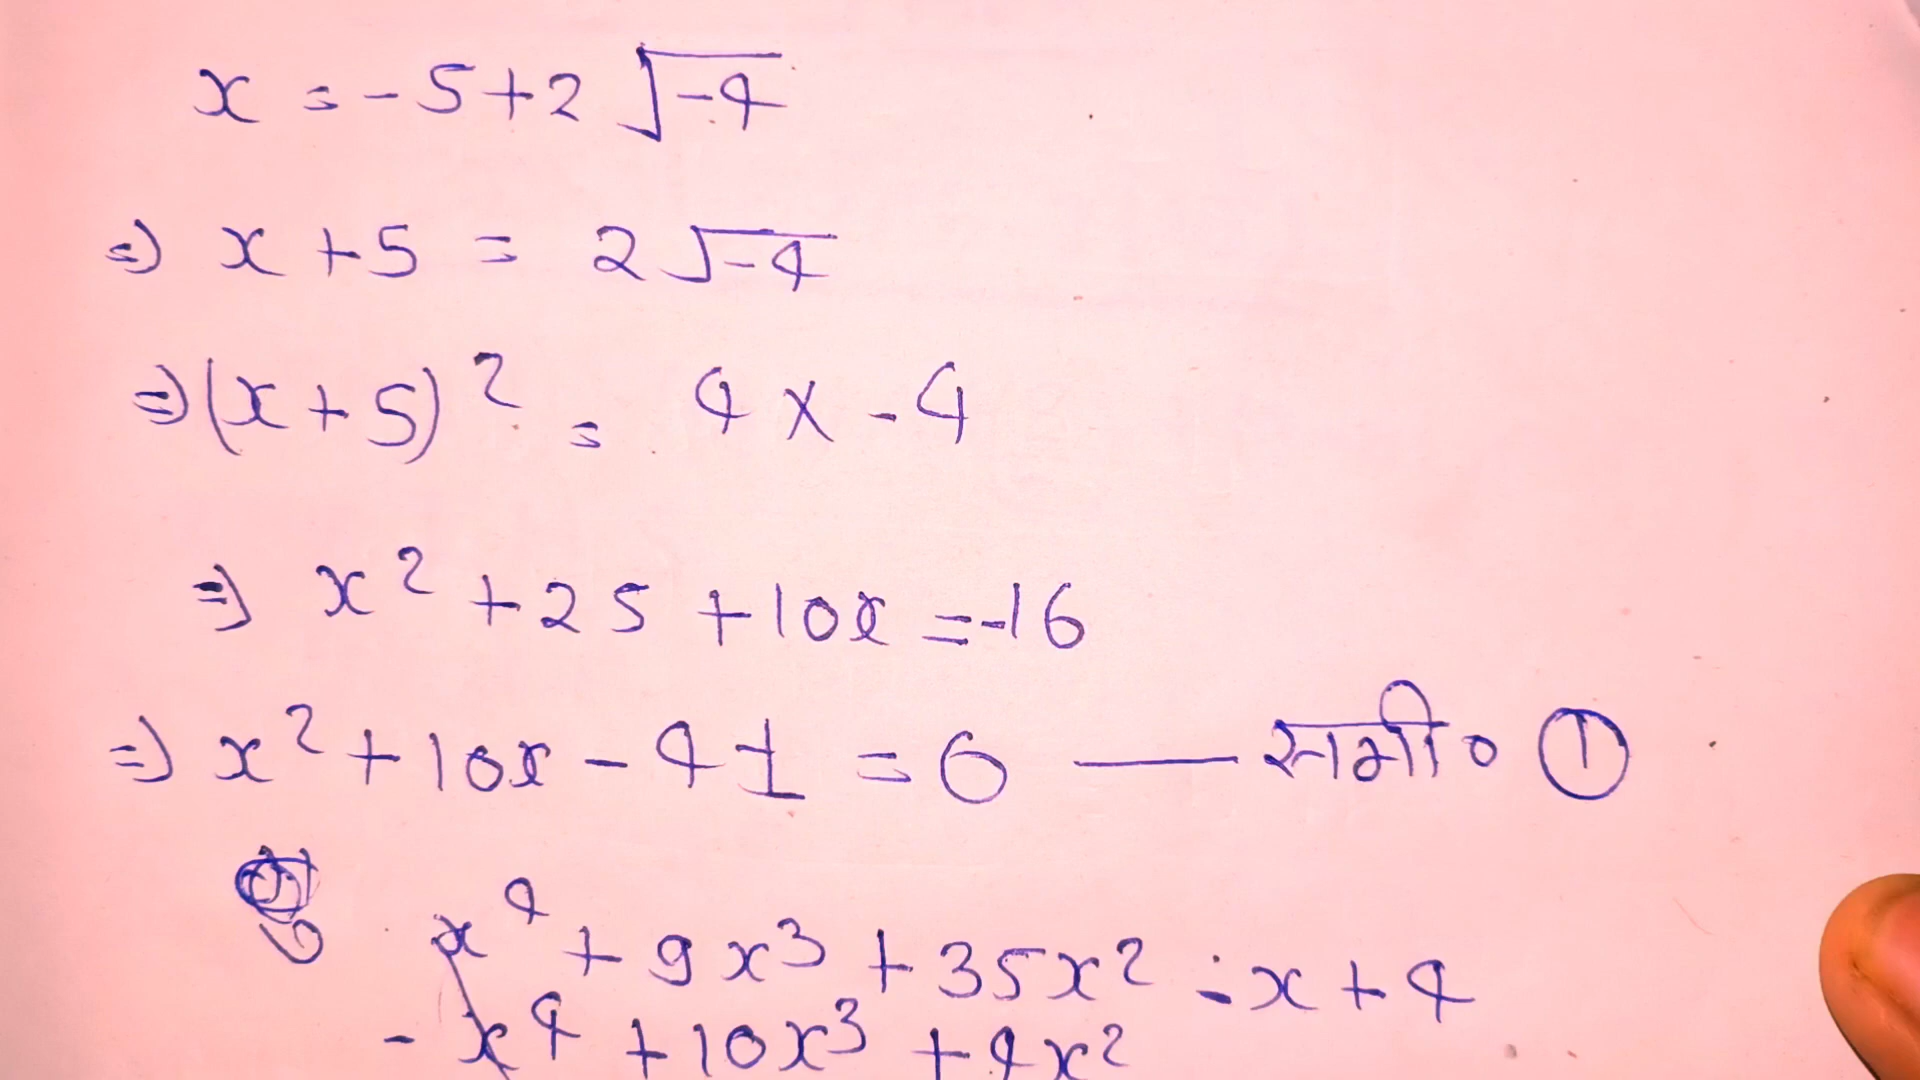 x = -5+2√-4
⇒ x+5 = 2√-4
⇒ (x+5)² = 4 x -4
⇒ x² + 25 + 10x = -16
⇒ x² + 10x - 41 = 0 — समी० ①
x⁴ + 9x³ + 35x² - x + 4
- x⁴ + 10x³ + 4x²